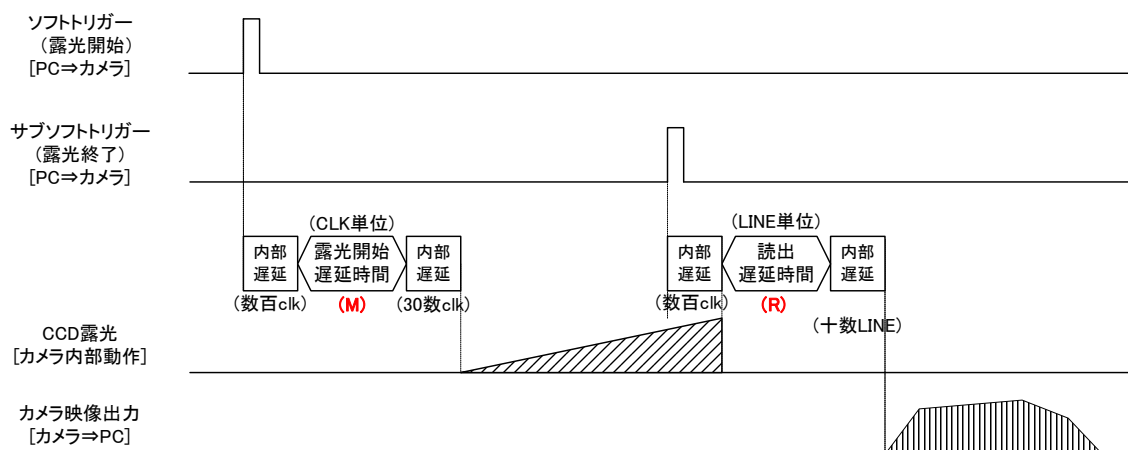 ソフトトリガー
(露光開始)
[PC⇒カメラ]
サブソフトトリガー
(露光終了)
[PC⇒カメラ]
(CLK単位)
(LINE単位)
内部
遅延
露光開始
遅延時間
内部
遅延
内部
遅延
読出
遅延時間
内部
遅延
(数百clk)
(M)
(30数clk)
(数百clk)
(R)
(十数LINE)
CCD露光
[カメラ内部動作]
カメラ映像出力
[カメラ⇒PC]